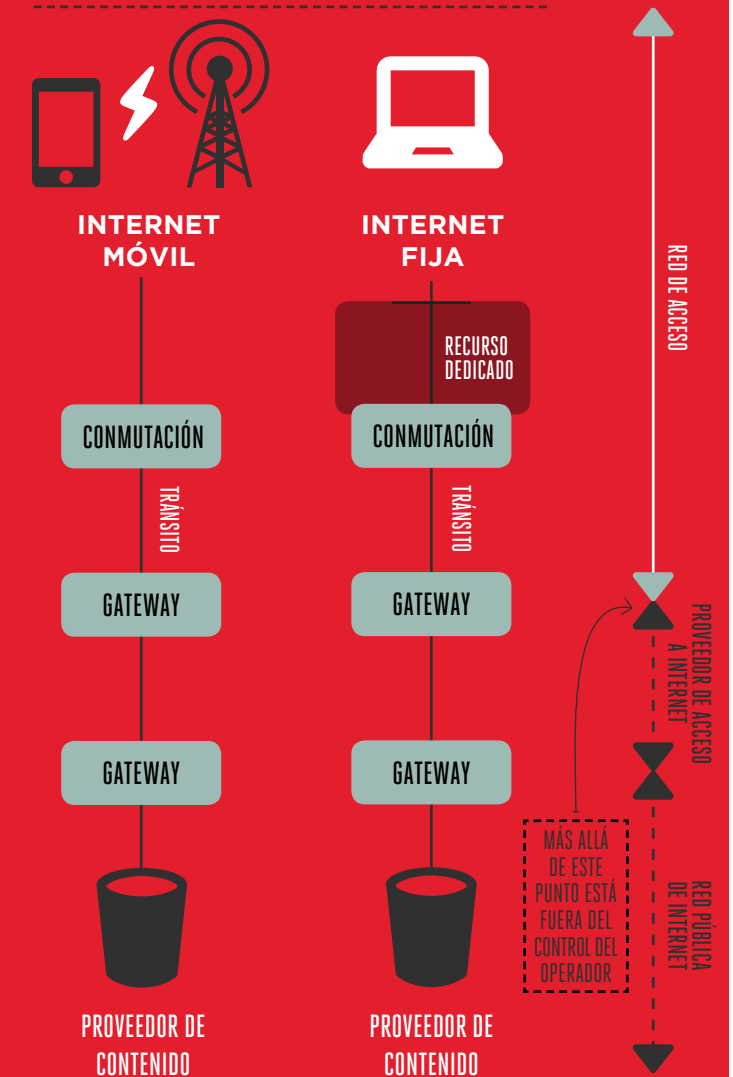 INTERNET
MÓVIL
INTERNET
FIJA
RECURSO
DEDICADO
CONMUTACIÓN
CONMUTACIÓN
TRÁNSITO
TRÁNSITO
GATEWAY
GATEWAY
GATEWAY
GATEWAY
PROVEEDOR DE
CONTENIDO
PROVEEDOR DE
CONTENIDO
RED DE ACCESO
PROVEEDOR DE ACCESO
A INTERNET
MÁS ALLÁ
DE ESTE
PUNTO ESTÁ
FUERA DEL
CONTROL DEL
OPERADOR
RED PÚBLICA
DE INTERNET